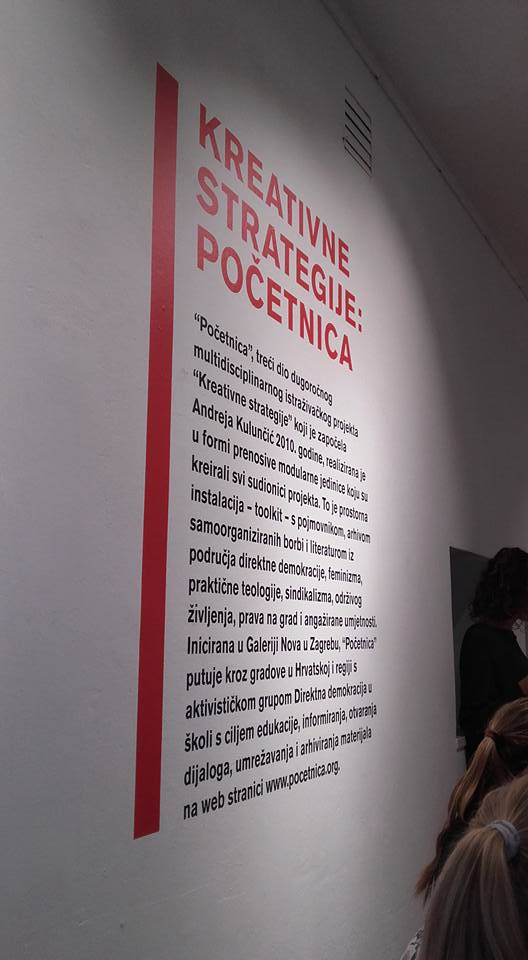 KREATIVNE
STRATEGIJE:
POČETNICA
“Početnica”, treći dio dugoročnog
multidisciplinarnog istraživačkog projekta
“Kreativne strategije” koji je započela
Andreja Kulunčić 2010. godine, realizirana je
u formi prenosive modularne jedinice koju su
kreirali svi sudionici projekta. To je prostorna
instalacija – toolkit – s pojmovnikom, arhivom
samoorganiziranih borbi i literaturom iz
područja direktne demokracije, feminizma,
praktične teologije, sindikalizma, održivog
življenja, prava na grad i angažirane umjetnosti.
Inicirana u Galeriji Nova u Zagrebu, “Početnica”
putuje kroz gradove u Hrvatskoj i regiji s
aktivističkom grupom Direktna demokracija u
školi s ciljem edukacije, informiranja, otvaranja
dijaloga, umrežavanja i arhiviranja materijala
na web stranici www.pocetnica.org.